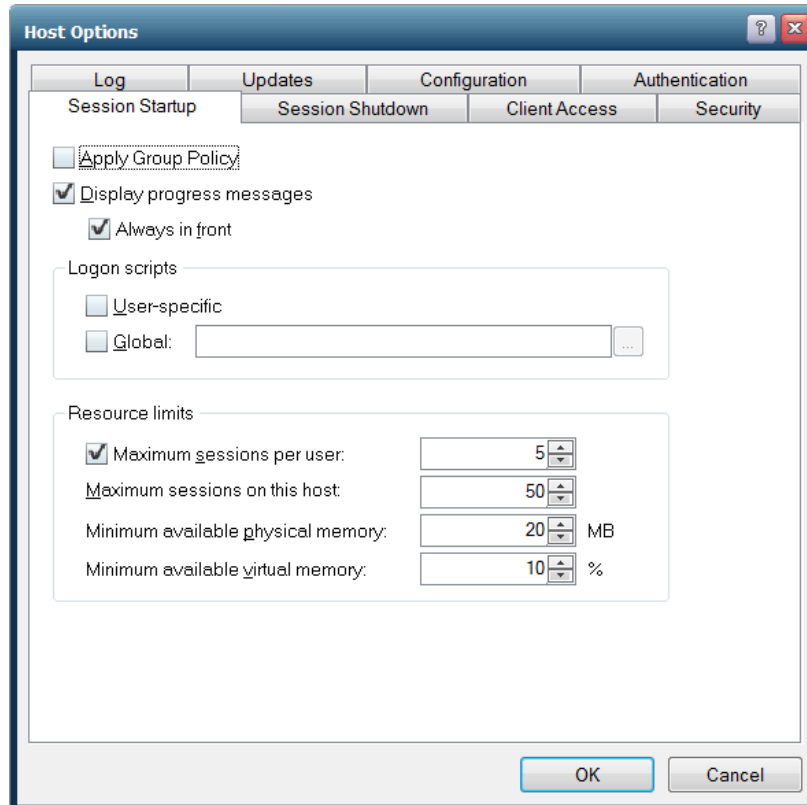 Host Options
Log Updates Configuration Authentication
Session Startup Session Shutdown Client Access Security
Apply Group Policy
Display progress messages
Always in front
Logon scripts
User-specific
Global: ...
Resource limits
Maximum sessions per user: 5
Maximum sessions on this host: 50
Minimum available physical memory: 20 MB
Minimum available virtual memory: 10 %
OK Cancel